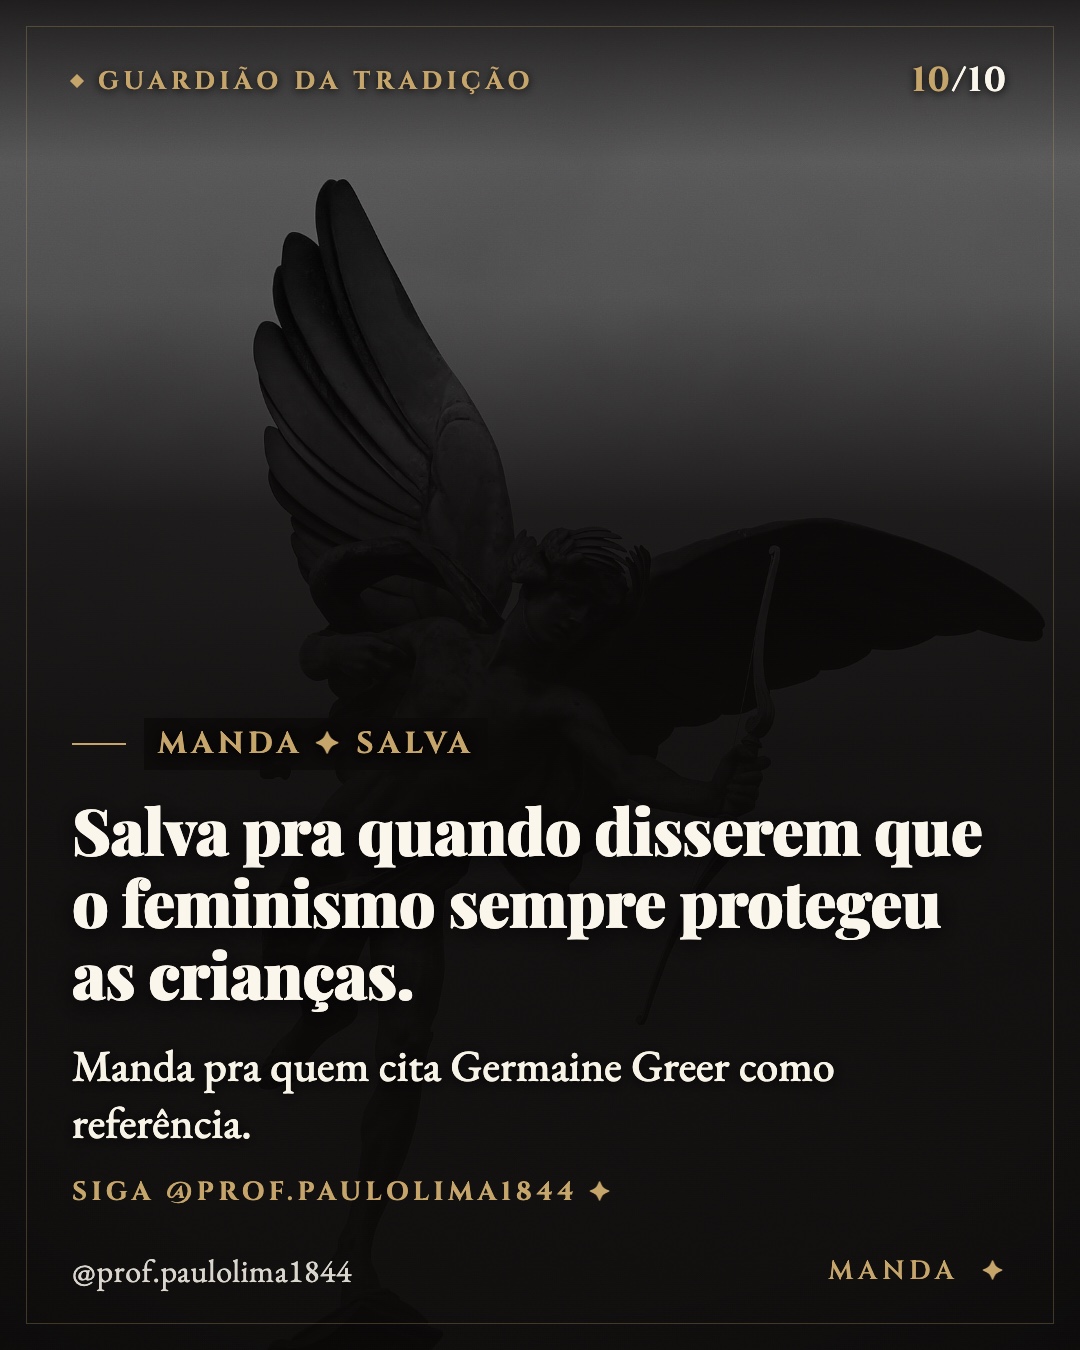 ◆ GUARDIÃO DA TRADIÇÃO
10/10
MANDA ✦ SALVA
Salva pra quando disserem que
o feminismo sempre protegeu
as crianças.
Manda pra quem cita Germaine Greer como
referência.
SIGA @PROF.PAULOLIMA1844 ✦
@prof.paulolima1844
MANDA ✦